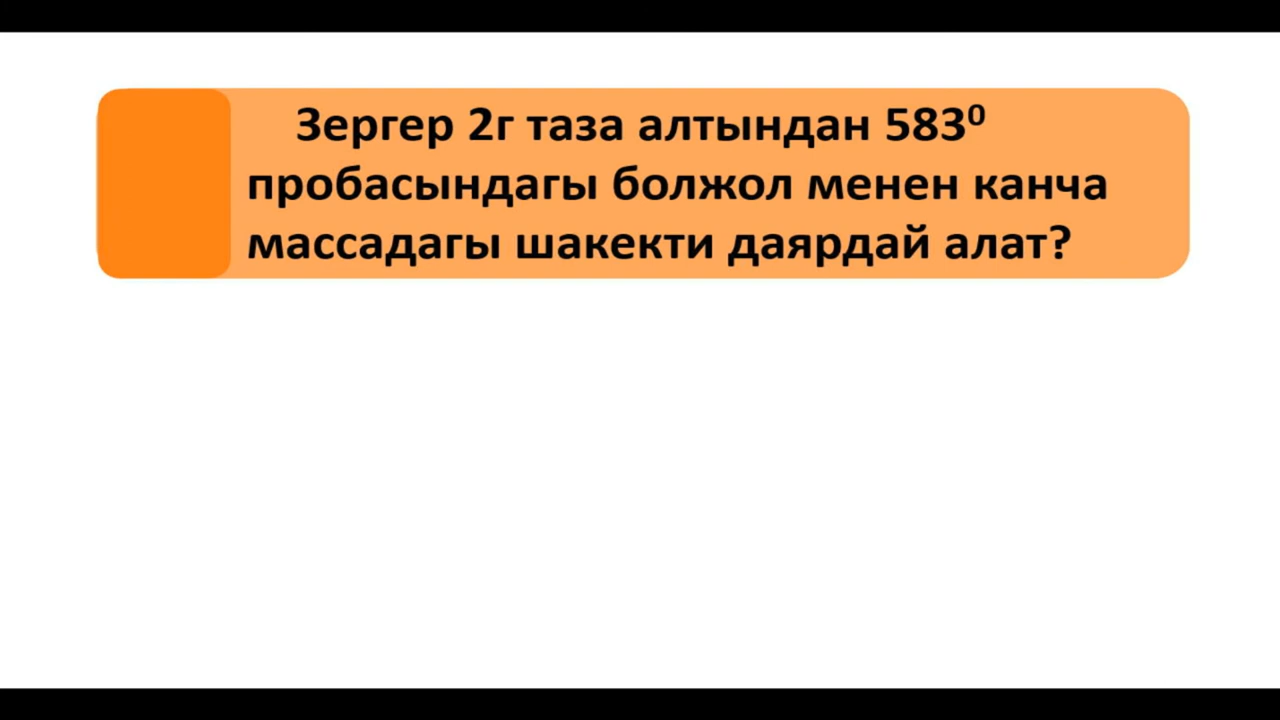 Зергер 2г таза алтындан 583⁰
пробасындагы болжол менен канча
массадагы шакекти даярдай алат?